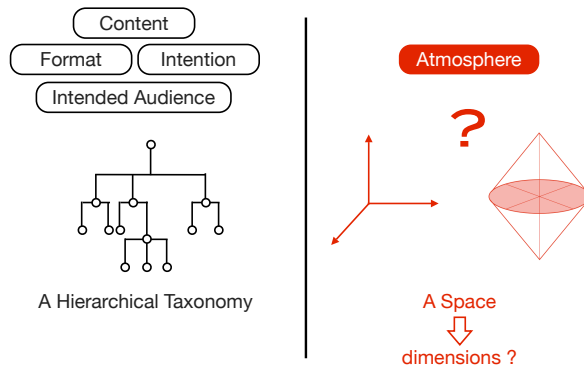 Content
Format Intention
Intended Audience
A Hierarchical Taxonomy
Atmosphere
?
A Space
dimensions ?